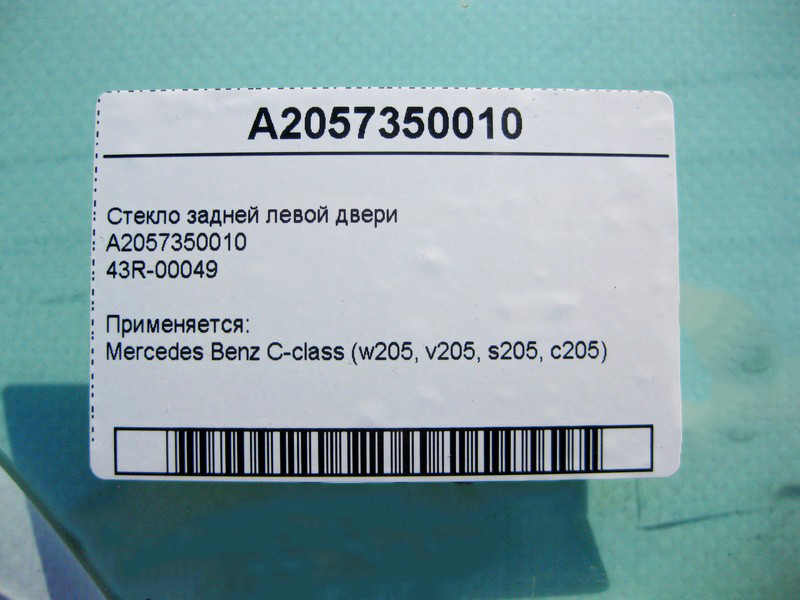 A2057350010
Стекло задней левой двери
A2057350010
43R-00049
Применяется:
Mercedes Benz C-class (w205, v205, s205, c205)